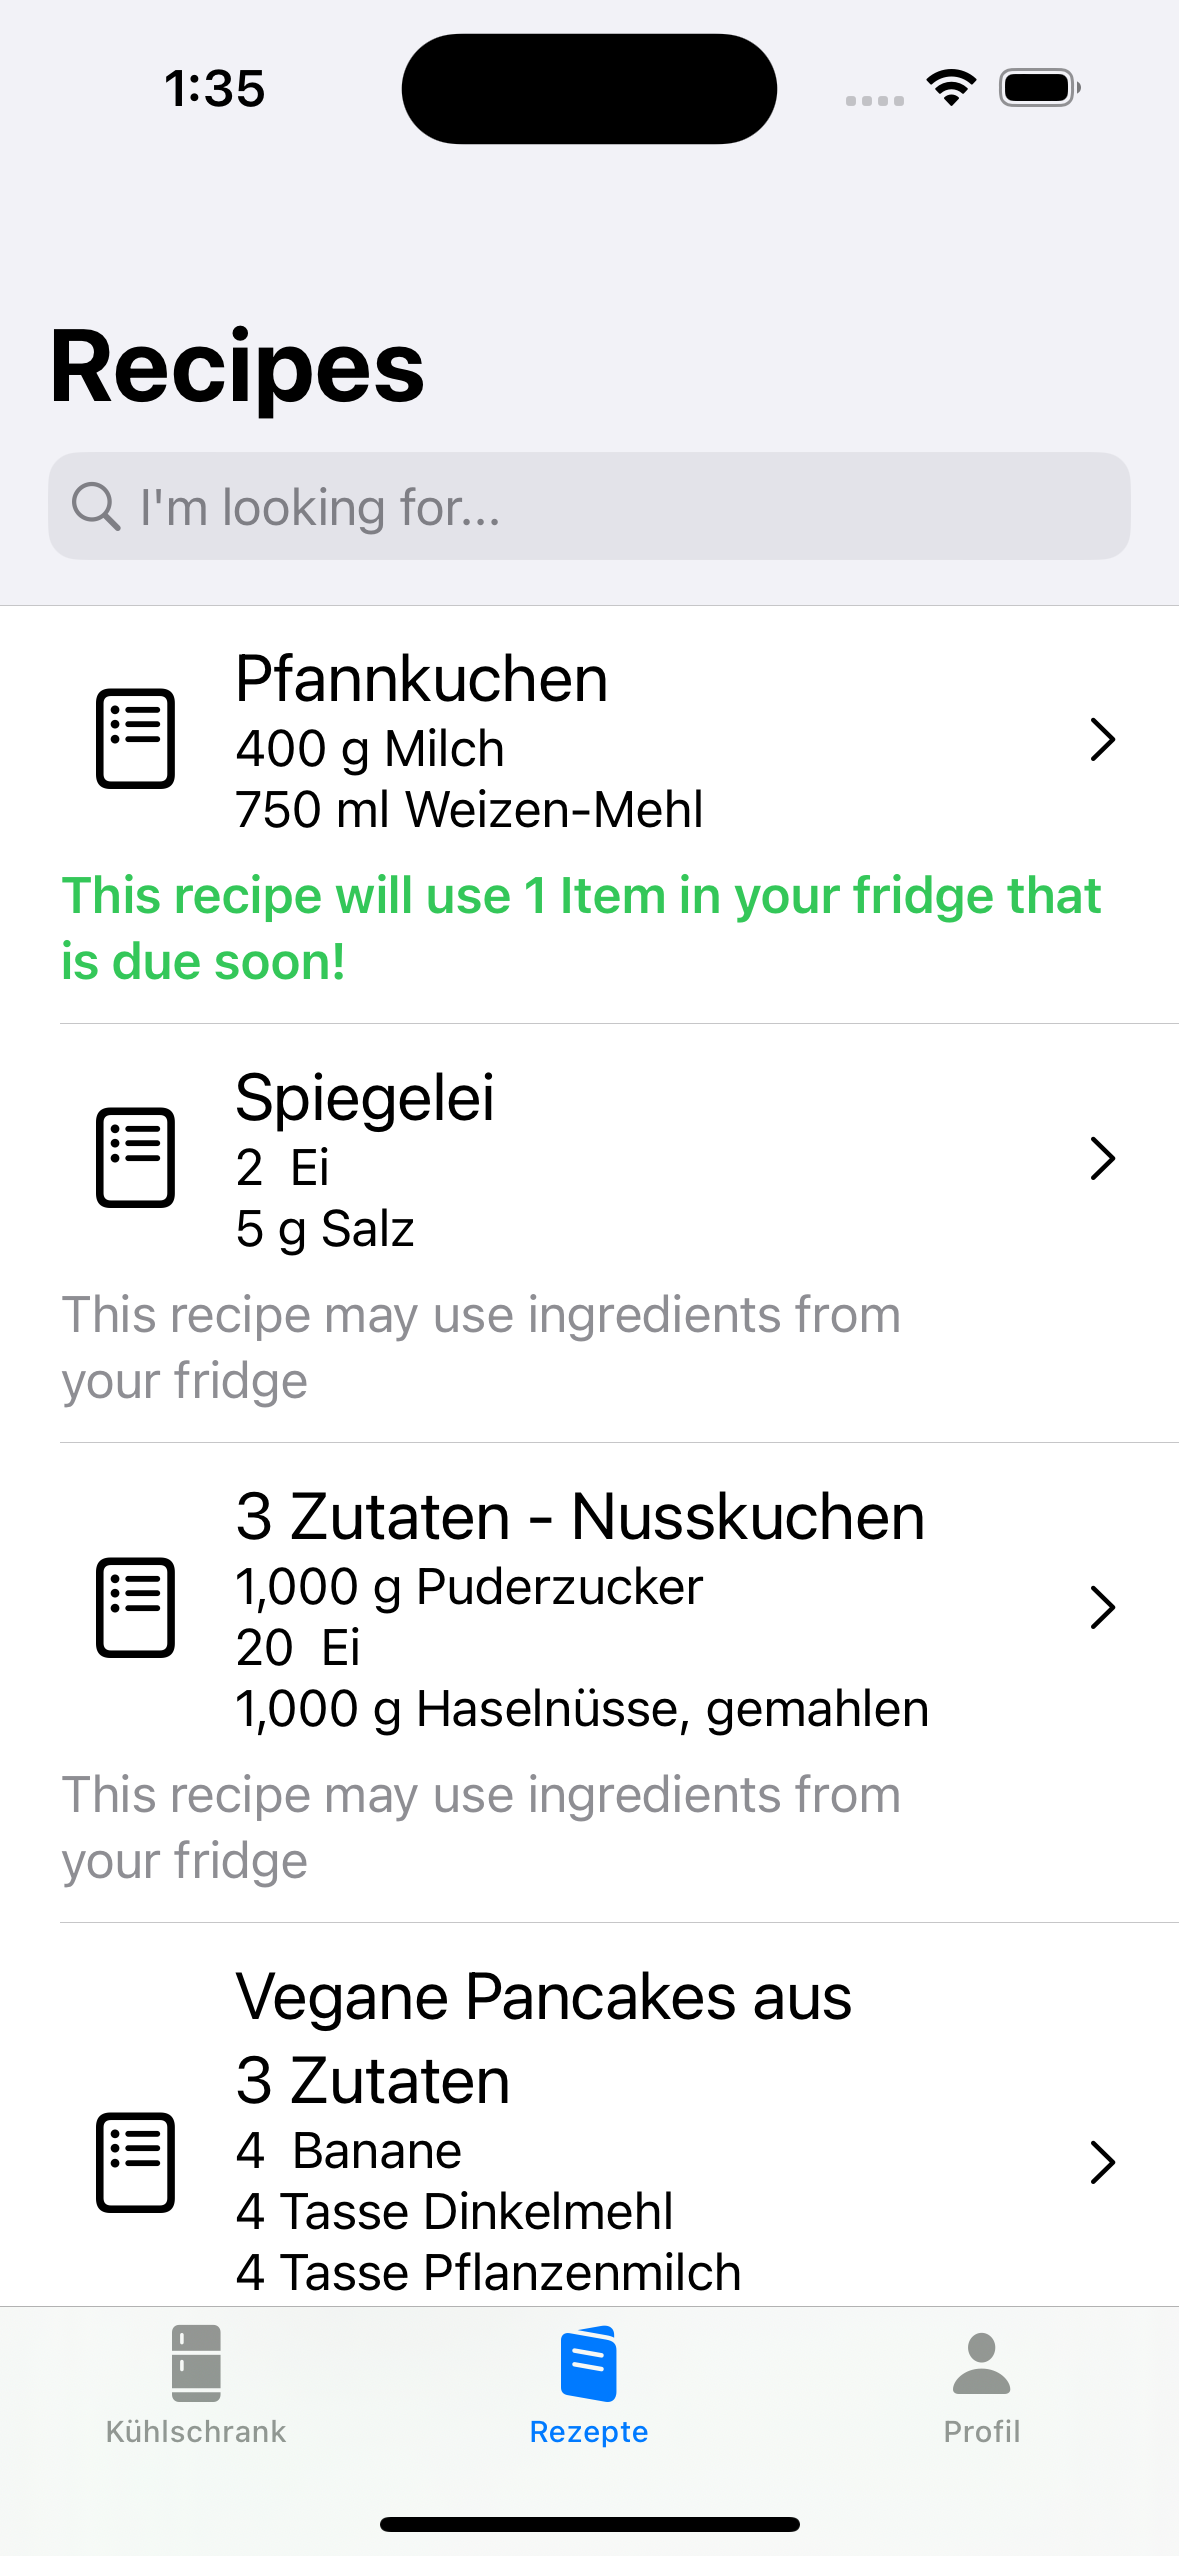 1:35
Recipes
I'm looking for...
Pfannkuchen
400 g Milch
750 ml Weizen-Mehl
This recipe will use 1 Item in your fridge that
is due soon!
Spiegelei
2  Ei
5 g Salz
This recipe may use ingredients from
your fridge
3 Zutaten - Nusskuchen
1,000 g Puderzucker
20  Ei
1,000 g Haselnüsse, gemahlen
This recipe may use ingredients from
your fridge
Vegane Pancakes aus
3 Zutaten
4  Banane
4 Tasse Dinkelmehl
4 Tasse Pflanzenmilch
Kühlschrank
Rezepte
Profil